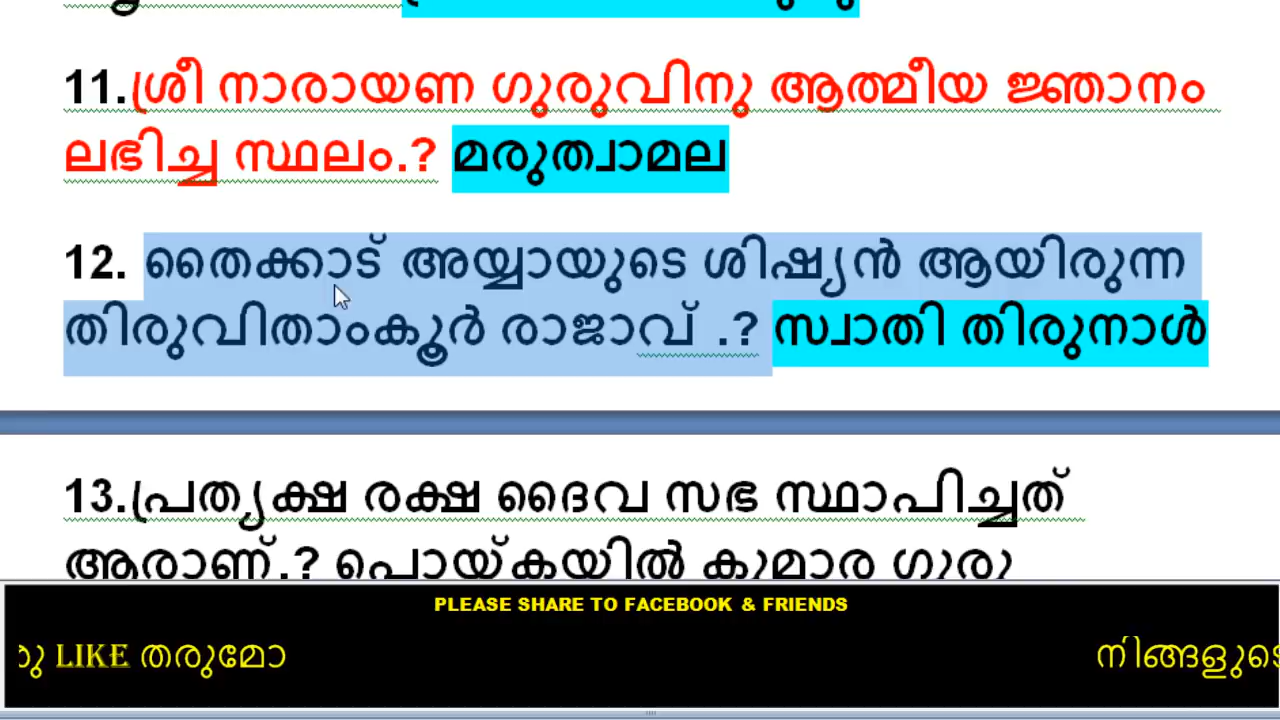 11.ശ്രീ നാരായണ ഗുരുവിനു ആത്മീയ ജ്ഞാനം
ലഭിച്ച സ്ഥലം.? മരുത്വാമല
12. തൈക്കാട് അയ്യായുടെ ശിഷ്യൻ ആയിരുന്ന
തിരുവിതാംകൂർ രാജാവ് .? സ്വാതി തിരുനാൾ
13.പ്രത്യക്ഷ രക്ഷ ദൈവ സഭ സ്ഥാപിച്ചത്
ആരാണ്.? പൊയ്കയിൽ കുമാര ഗുരു
PLEASE SHARE TO FACEBOOK & FRIENDS
LIKE തരുമോ